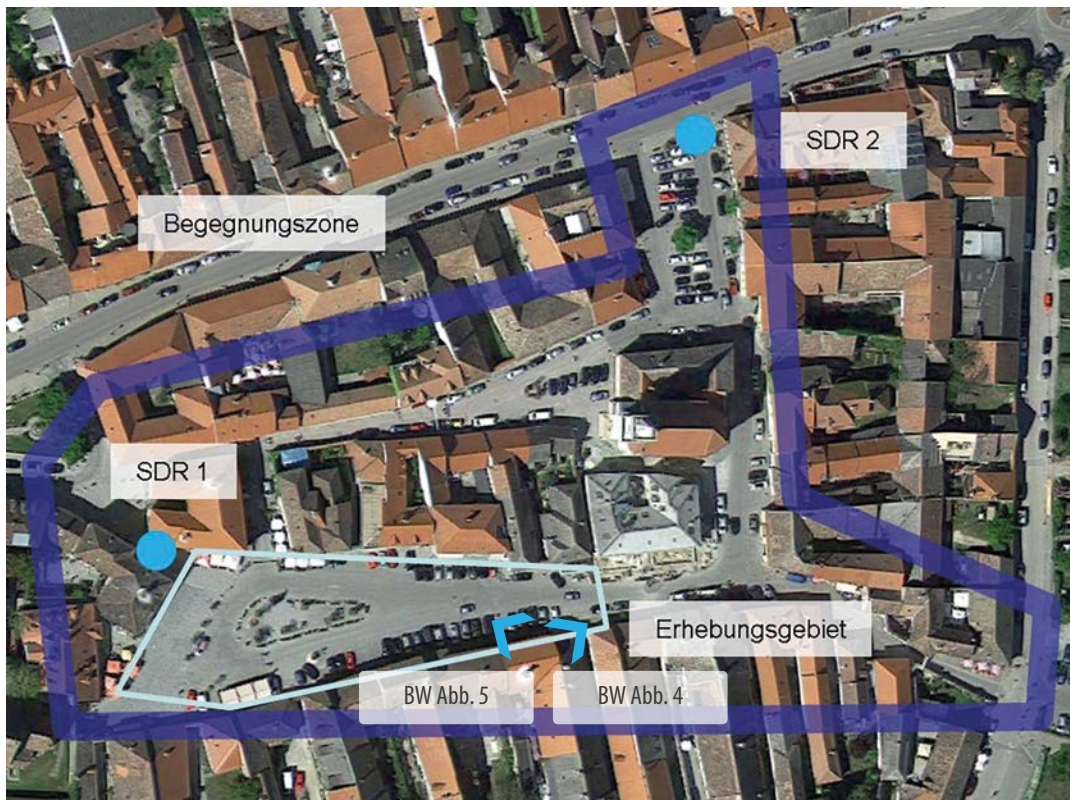 SDR 2
Begegnungszone
SDR 1
Erhebungsgebiet
BW Abb. 5
BW Abb. 4